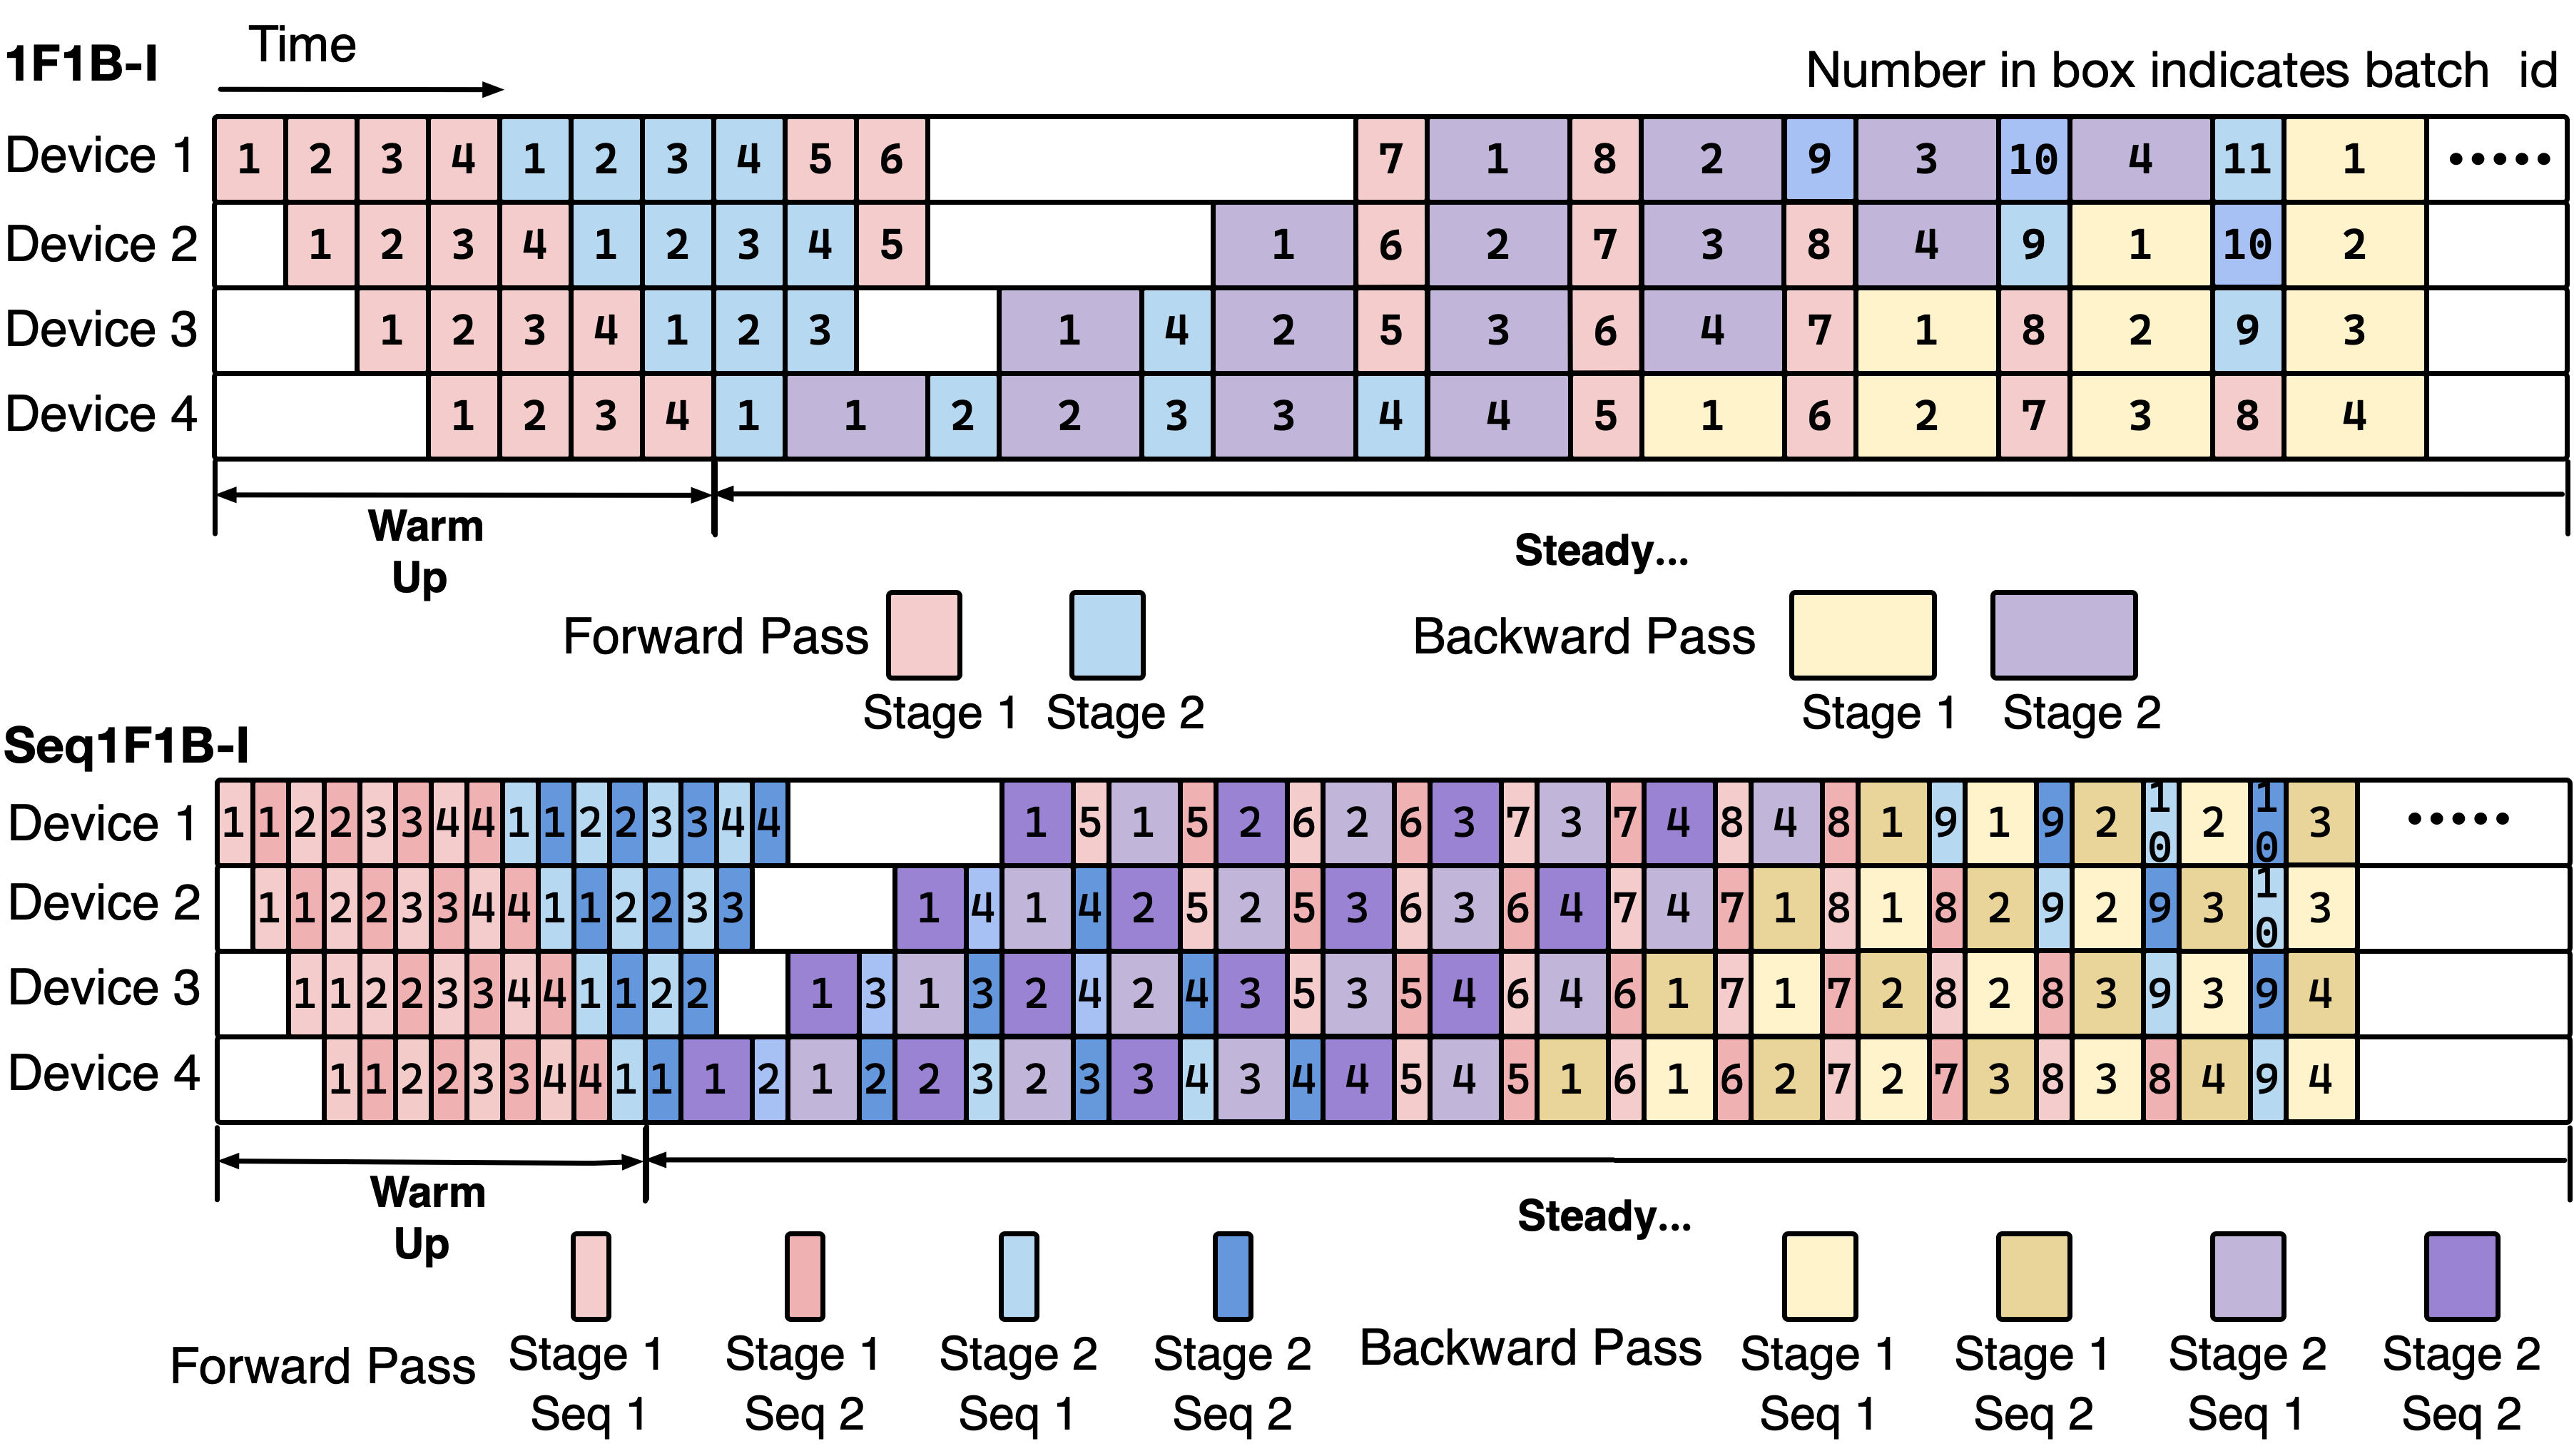 Time
1F1B-I
Number in box indicates batch id
Device 1 1 2 3 4 1 2 3 4 5 6 7 1 8 2 9 3 10 4 11 1 •••••
Device 2 1 2 3 4 1 2 3 4 5 1 6 2 7 3 8 4 9 1 10 2
Device 3 1 2 3 4 1 2 3 1 4 2 5 3 6 4 7 1 8 2 9 3
Device 4 1 2 3 4 1 1 2 2 3 3 4 4 5 1 6 2 7 3 8 4
Warm
Up
Steady...
Forward Pass
Backward Pass
Stage 1 Stage 2
Stage 1 Stage 2
Seq1F1B-I
Device 1 1 1 2 2 3 3 4 4 1 1 2 2 3 3 4 4 1 5 1 5 2 6 2 6 3 7 3 7 4 8 4 8 1 9 1 9 2 10 2 10 3 •••••
Device 2 1 1 2 2 3 3 4 4 1 1 2 2 3 3 1 4 1 4 2 5 2 5 3 6 3 6 4 7 4 7 1 8 1 8 2 9 2 9 3 10 3
Device 3 1 1 2 2 3 3 4 4 1 1 2 2 1 3 1 3 2 4 2 4 3 5 3 5 4 6 4 6 1 7 1 7 2 8 2 8 3 9 3 9 4
Device 4 1 1 2 2 3 3 4 4 1 1 1 2 1 2 2 3 2 3 3 4 3 4 4 5 4 5 1 6 1 6 2 7 2 7 3 8 3 8 4 9 4
Warm
Up
Steady...
Forward Pass
Stage 1 Stage 1 Stage 2 Stage 2
Seq 1 Seq 2 Seq 1 Seq 2
Backward Pass
Stage 1 Stage 1 Stage 2 Stage 2
Seq 1 Seq 2 Seq 1 Seq 2